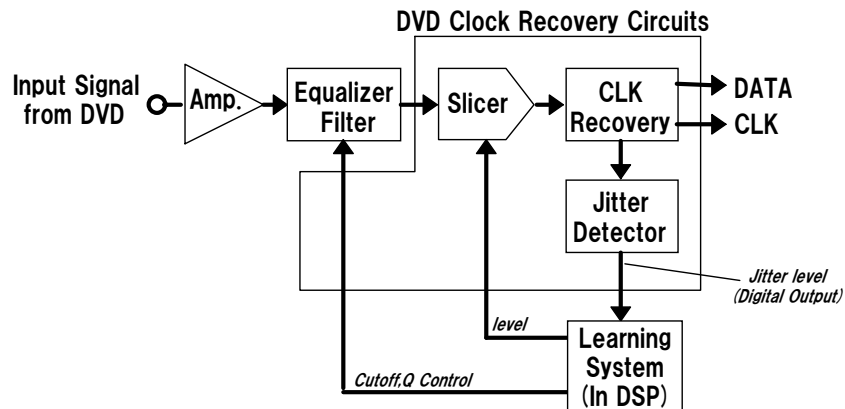 DVD Clock Recovery Circuits
Input Signal
from DVD
Amp.
Equalizer
Filter
Slicer
CLK
Recovery
DATA
CLK
Jitter
Detector
Jitter level
(Digital Output)
level
Learning
System
(In DSP)
Cutoff,Q Control